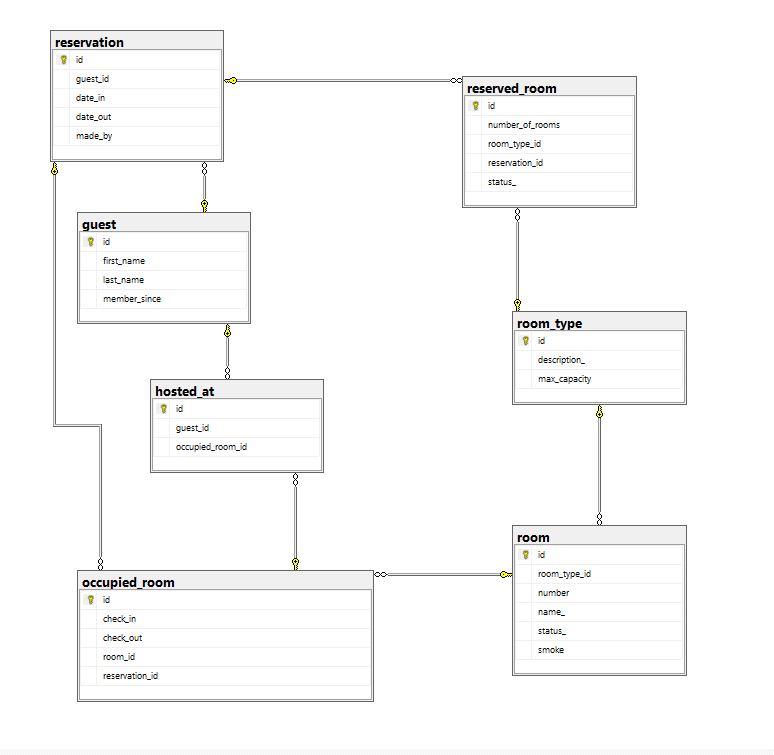 reservation
id
guest_id
date_in
date_out
made_by
reserved_room
id
number_of_rooms
room_type_id
reservation_id
status_
guest
id
first_name
last_name
member_since
room_type
id
description_
max_capacity
hosted_at
id
guest_id
occupied_room_id
room
id
room_type_id
number
name_
status_
smoke
occupied_room
id
check_in
check_out
room_id
reservation_id